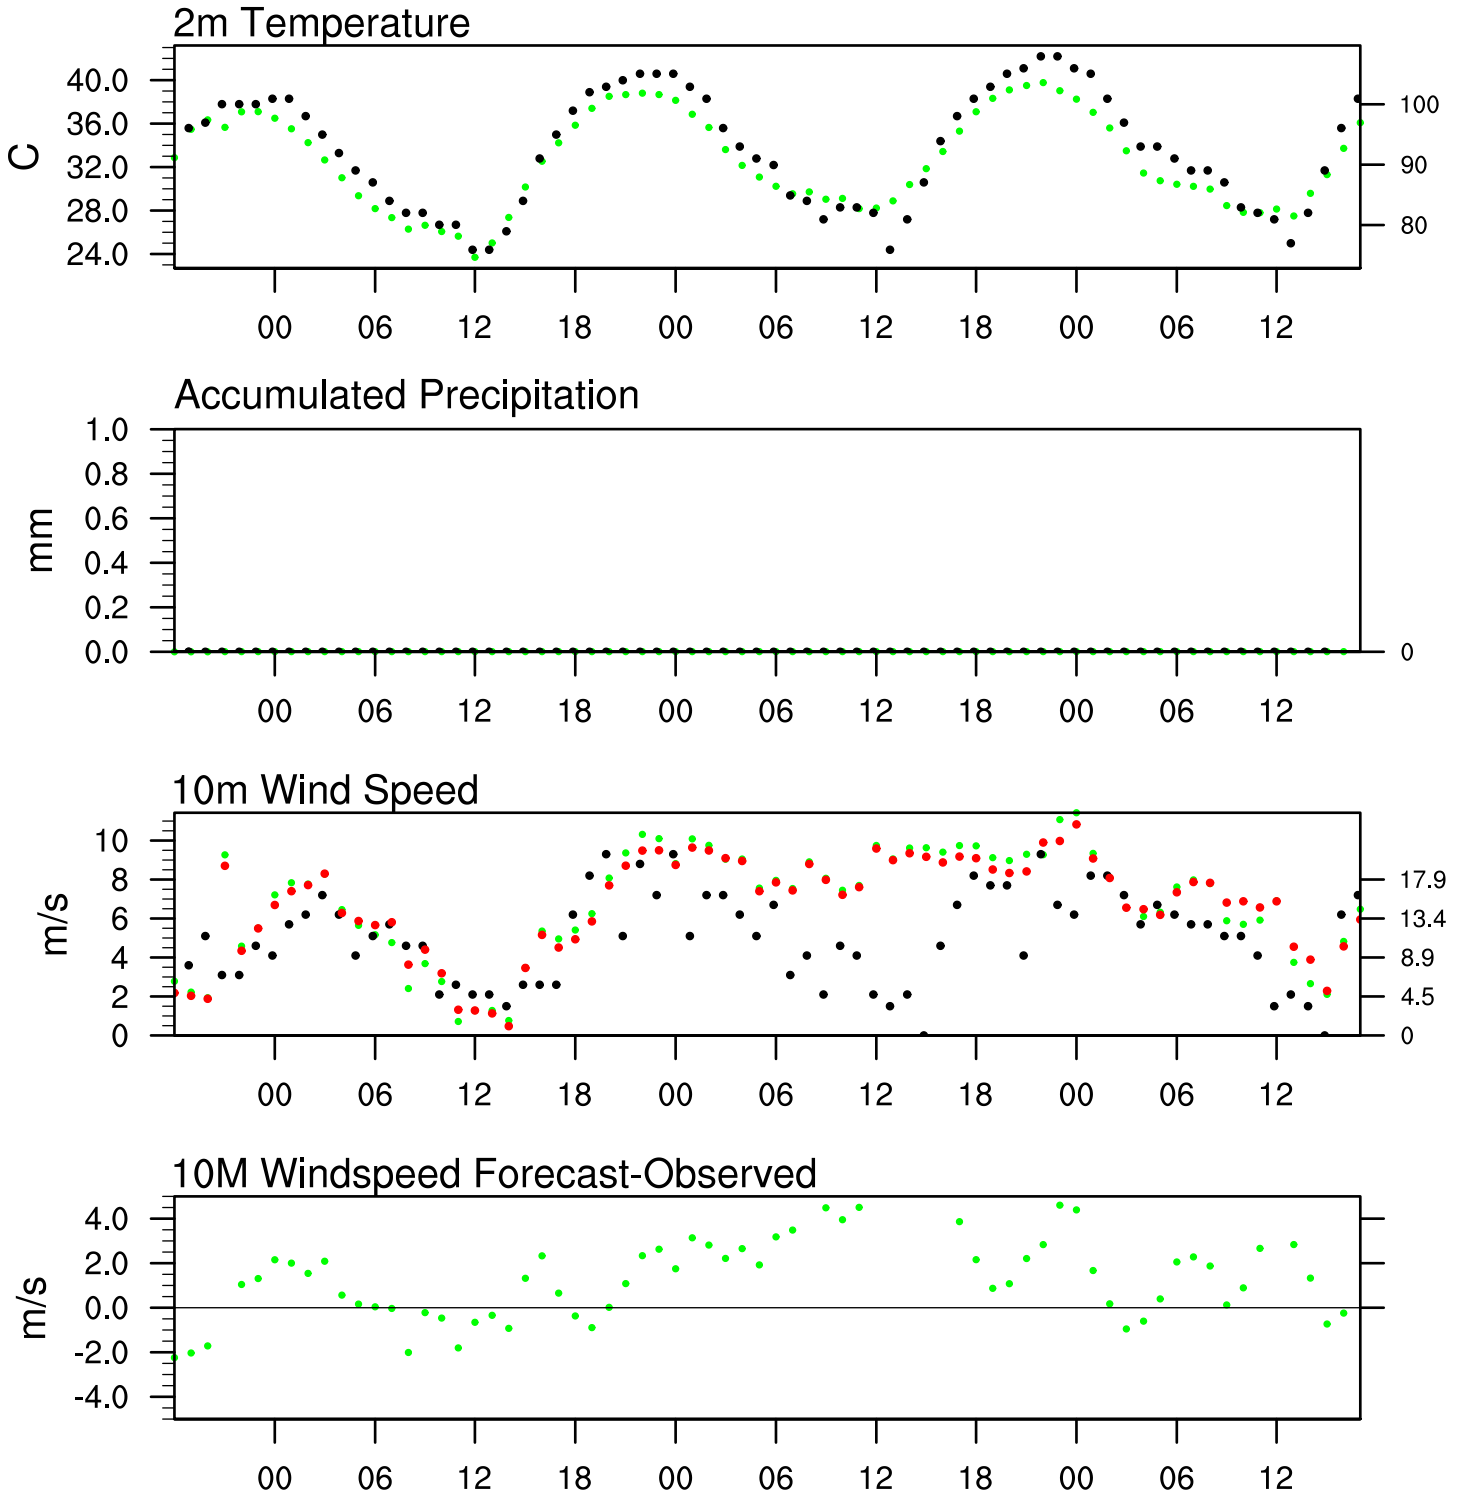 2m Temperature
40.0
36.0
32.0
28.0
24.0
C
100
90
80
00 06 12 18 00 06 12 18 00 06 12
Accumulated Precipitation
1.0
0.8
0.6
0.4
0.2
0.0
mm
0
00 06 12 18 00 06 12 18 00 06 12
10m Wind Speed
10
8
6
4
2
0
m/s
17.9
13.4
8.9
4.5
0
00 06 12 18 00 06 12 18 00 06 12
10M Windspeed Forecast-Observed
4.0
2.0
0.0
-2.0
-4.0
m/s
00 06 12 18 00 06 12 18 00 06 12